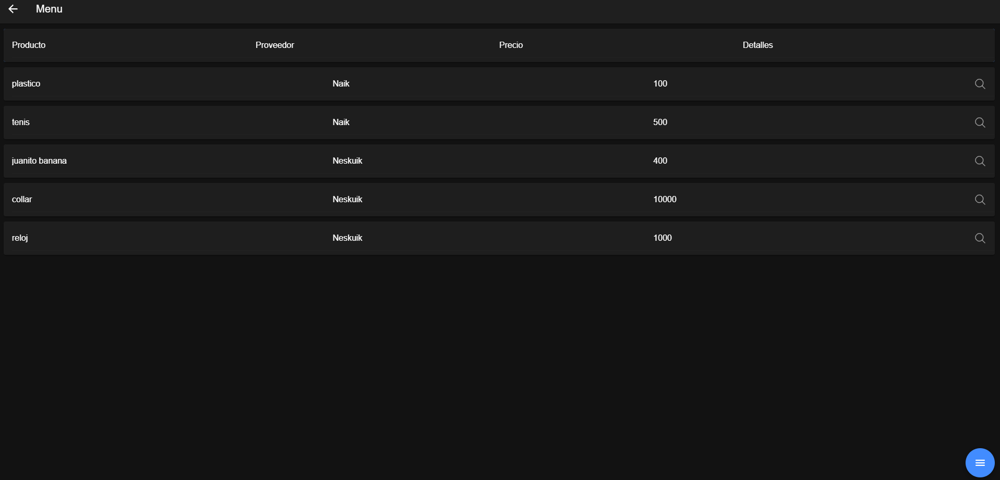 Menu
Producto Proveedor Precio Detalles
plastico Naik 100
tenis Naik 500
juanito banana Neskuik 400
collar Neskuik 10000
reloj Neskuik 1000